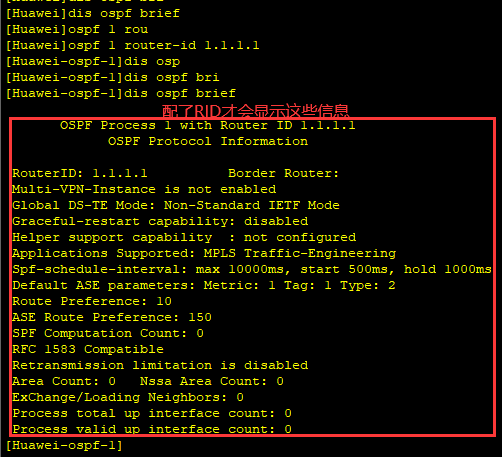 [Huawei]dis ospf brief
[Huawei]ospf 1 rou
[Huawei]ospf 1 router-id 1.1.1.1
[Huawei-ospf-1]dis osp
[Huawei-ospf-1]dis ospf bri
[Huawei-ospf-1]dis ospf brief
配了RID才会显示这些信息
OSPF Process 1 with Router ID 1.1.1.1
OSPF Protocol Information
RouterID: 1.1.1.1 Border Router:
Multi-VPN-Instance is not enabled
Global DS-TE Mode: Non-Standard IETF Mode
Graceful-restart capability: disabled
Helper support capability : not configured
Applications Supported: MPLS Traffic-Engineering
Spf-schedule-interval: max 10000ms, start 500ms, hold 1000ms
Default ASE parameters: Metric: 1 Tag: 1 Type: 2
Route Preference: 10
ASE Route Preference: 150
SPF Computation Count: 0
RFC 1583 Compatible
Retransmission limitation is disabled
Area Count: 0 Nssa Area Count: 0
ExChange/Loading Neighbors: 0
Process total up interface count: 0
Process valid up interface count: 0
[Huawei-ospf-1]